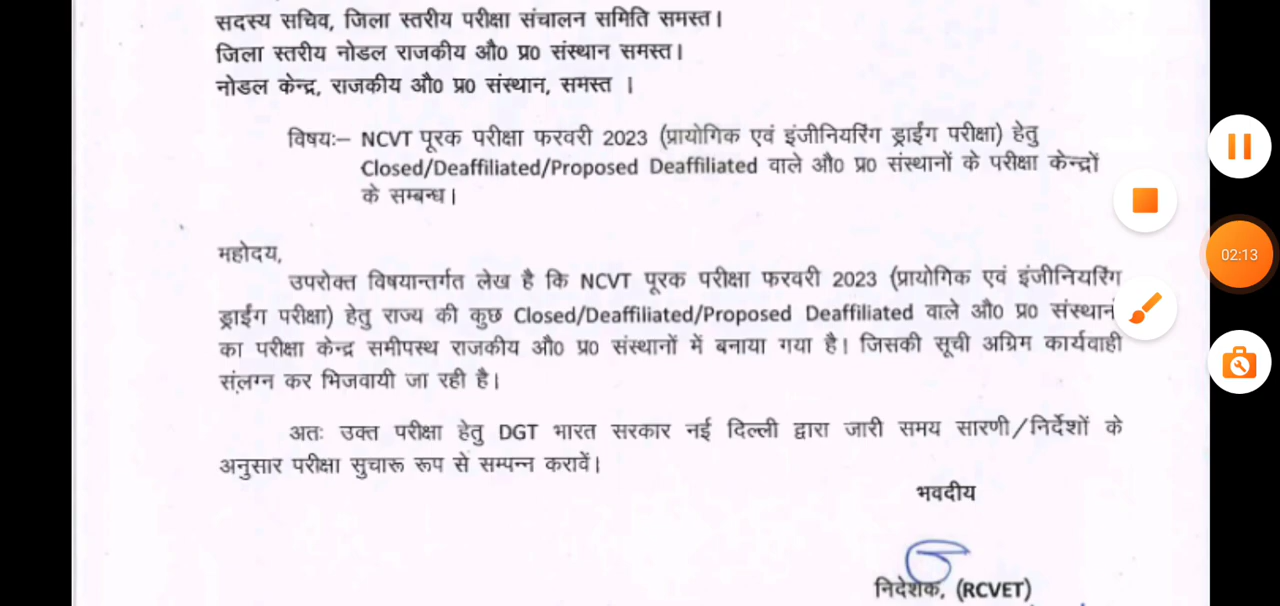 सदस्य सचिव, जिला स्तरीय परीक्षा संचालन समिति समस्त।
जिला स्तरीय नोडल राजकीय औ0 प्र0 संस्थान समस्त।
नोडल केन्द्र, राजकीय औ0 प्र0 संस्थान, समस्त ।
विषयः– NCVT पूरक परीक्षा फरवरी 2023 (प्रायोगिक एवं इंजीनियरिंग ड्राईंग परीक्षा) हेतु
Closed/Deaffiliated/Proposed Deaffiliated वाले औ0 प्र0 संस्थानों के परीक्षा केन्द्रों
के सम्बन्ध।
महोदय,
उपरोक्त विषयान्तर्गत लेख है कि NCVT पूरक परीक्षा फरवरी 2023 (प्रायोगिक एवं इंजीनियरिंग
ड्राईंग परीक्षा) हेतु राज्य की कुछ Closed/Deaffiliated/Proposed Deaffiliated वाले औ0 प्र0
का परीक्षा केन्द्र समीपस्थ राजकीय औ0 प्र0 संस्थानों में बनाया गया है। जिसकी सूची अग्रिम कार्यवाही
संलग्न कर भिजवायी जा रही है।
अतः उक्त परीक्षा हेतु DGT भारत सरकार नई दिल्ली द्वारा जारी समय सारणी/निर्देशों के
अनुसार परीक्षा सुचारू रूप से सम्पन्न करावें।
भवदीय
निदेशक, (RCVET)
02:13